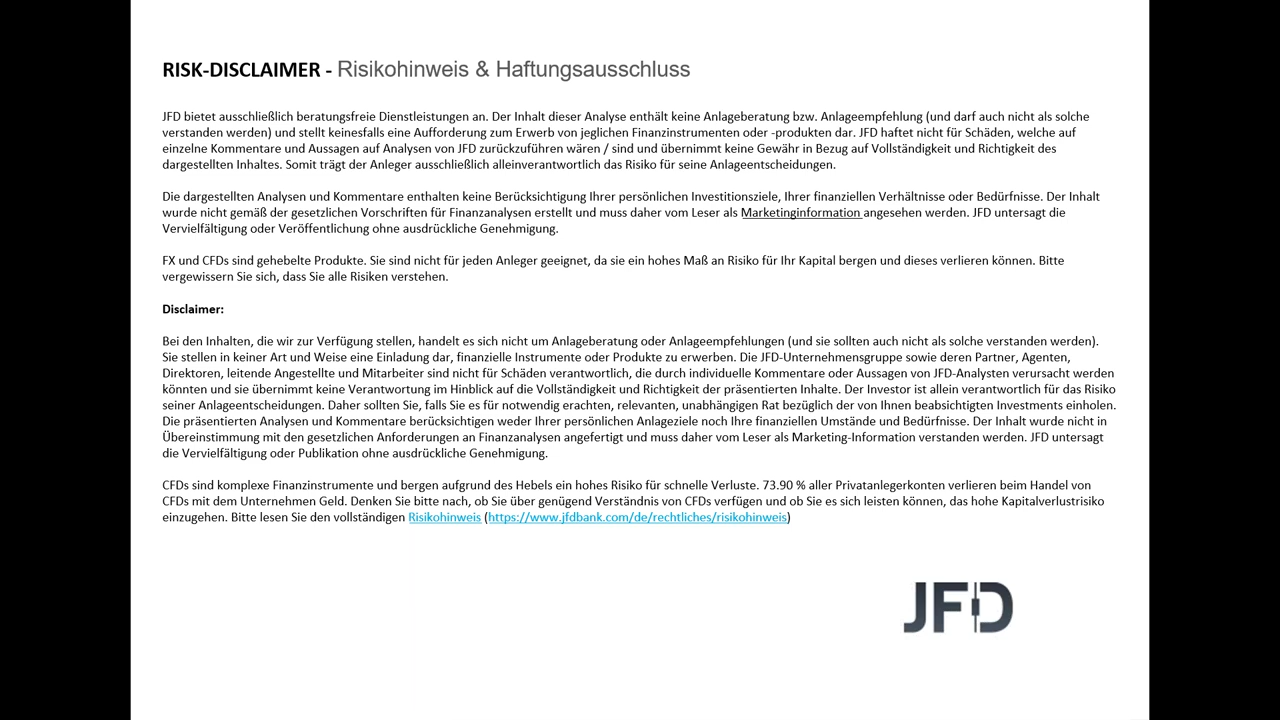 RISK-DISCLAIMER - Risikohinweis & Haftungsausschluss
JFD bietet ausschließlich beratungsfreie Dienstleistungen an. Der Inhalt dieser Analyse enthält keine Anlageberatung bzw. Anlageempfehlung (und darf auch nicht als solche
verstanden werden) und stellt keinesfalls eine Aufforderung zum Erwerb von jeglichen Finanzinstrumenten oder -produkten dar. JFD haftet nicht für Schäden, welche auf
einzelne Kommentare und Aussagen auf Analysen von JFD zurückzuführen wären / sind und übernimmt keine Gewähr in Bezug auf Vollständigkeit und Richtigkeit des
dargestellten Inhaltes. Somit trägt der Anleger ausschließlich alleinverantwortlich das Risiko für seine Anlageentscheidungen.
Die dargestellten Analysen und Kommentare enthalten keine Berücksichtigung Ihrer persönlichen Investitionsziele, Ihrer finanziellen Verhältnisse oder Bedürfnisse. Der Inhalt
wurde nicht gemäß der gesetzlichen Vorschriften für Finanzanalysen erstellt und muss daher vom Leser als Marketinginformation angesehen werden. JFD untersagt die
Vervielfältigung oder Veröffentlichung ohne ausdrückliche Genehmigung.
FX und CFDs sind gehebelte Produkte. Sie sind nicht für jeden Anleger geeignet, da sie ein hohes Maß an Risiko für Ihr Kapital bergen und dieses verlieren können. Bitte
vergewissern Sie sich, dass Sie alle Risiken verstehen.
Disclaimer:
Bei den Inhalten, die wir zur Verfügung stellen, handelt es sich nicht um Anlageberatung oder Anlageempfehlungen (und sie sollten auch nicht als solche verstanden werden).
Sie stellen in keiner Art und Weise eine Einladung dar, finanzielle Instrumente oder Produkte zu erwerben. Die JFD-Unternehmensgruppe sowie deren Partner, Agenten,
Direktoren, leitende Angestellte und Mitarbeiter sind nicht für Schäden verantwortlich, die durch individuelle Kommentare oder Aussagen von JFD-Analysten verursacht werden
könnten und sie übernimmt keine Verantwortung im Hinblick auf die Vollständigkeit und Richtigkeit der präsentierten Inhalte. Der Investor ist allein verantwortlich für das Risiko
seiner Anlageentscheidungen. Daher sollten Sie, falls Sie es für notwendig erachten, relevanten, unabhängigen Rat bezüglich der von Ihnen beabsichtigten Investments einholen.
Die präsentierten Analysen und Kommentare berücksichtigen weder Ihrer persönlichen Anlageziele noch Ihre finanziellen Umstände und Bedürfnisse. Der Inhalt wurde nicht in
Übereinstimmung mit den gesetzlichen Anforderungen an Finanzanalysen angefertigt und muss daher vom Leser als Marketing-Information verstanden werden. JFD untersagt
die Vervielfältigung oder Publikation ohne ausdrückliche Genehmigung.
CFDs sind komplexe Finanzinstrumente und bergen aufgrund des Hebels ein hohes Risiko für schnelle Verluste. 73.90 % aller Privatanlegerkonten verlieren beim Handel von
CFDs mit dem Unternehmen Geld. Denken Sie bitte nach, ob Sie über genügend Verständnis von CFDs verfügen und ob Sie es sich leisten können, das hohe Kapitalverlustrisiko
einzugehen. Bitte lesen Sie den vollständigen Risikohinweis (https://www.jfdbank.com/de/rechtliches/risikohinweis)
JFD